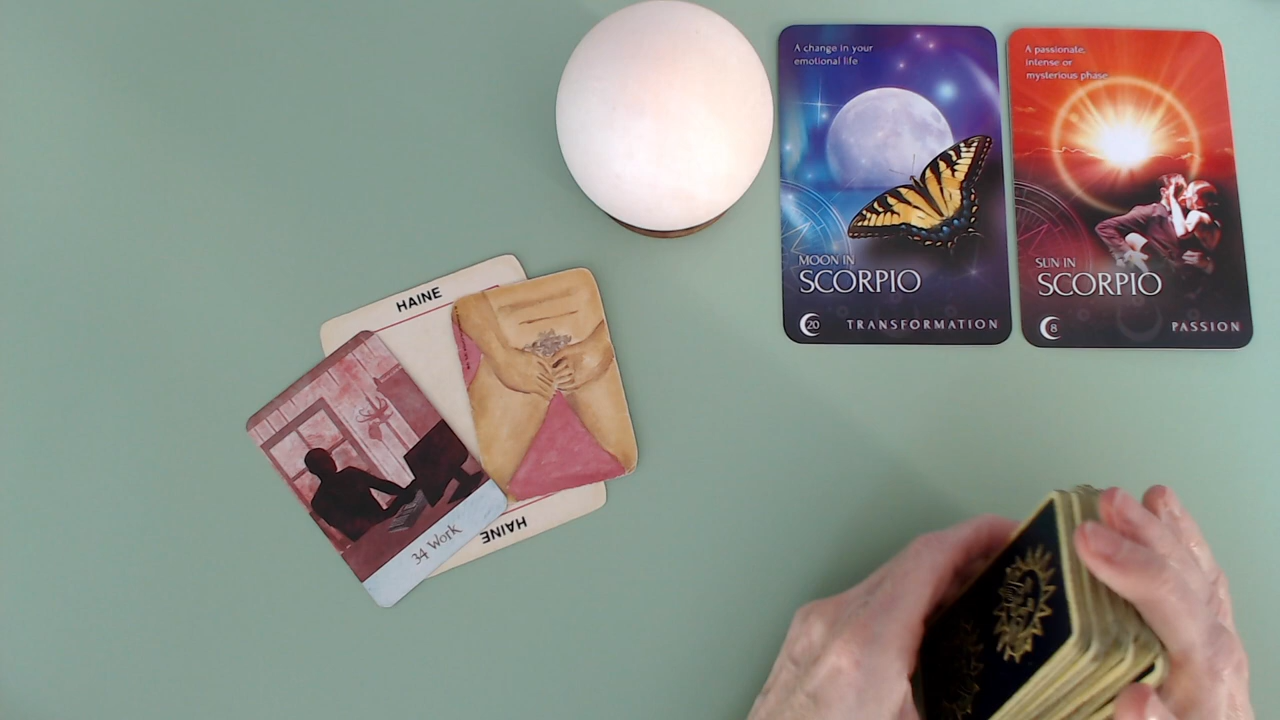 A change in your
emotional life
MOON IN
SCORPIO
20
TRANSFORMATION
A passionate,
intense or
mysterious phase
SUN IN
SCORPIO
8
PASSION
HAINE
34 Work
HAINE